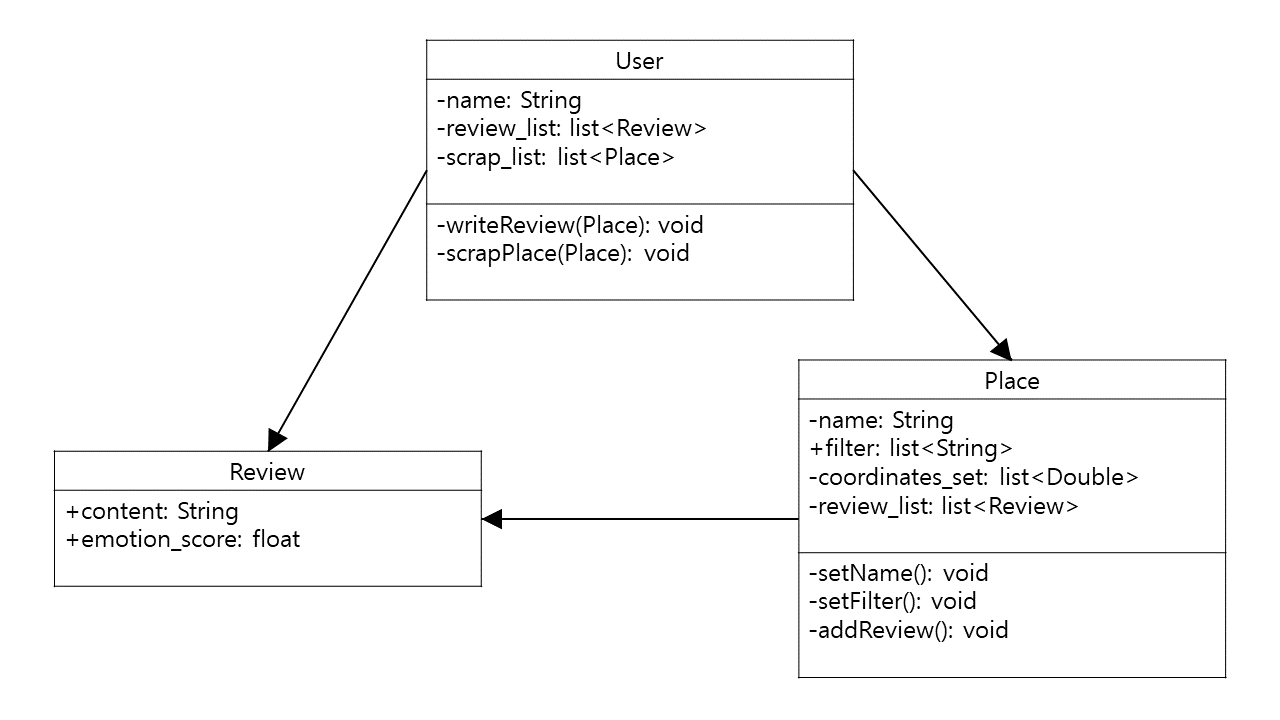 User
-name: String
-review_list: list<Review>
-scrap_list: list<Place>
-writeReview(Place): void
-scrapPlace(Place): void
Place
-name: String
+filter: list<String>
-coordinates_set: list<Double>
-review_list: list<Review>
-setName(): void
-setFilter(): void
-addReview(): void
Review
+content: String
+emotion_score: float